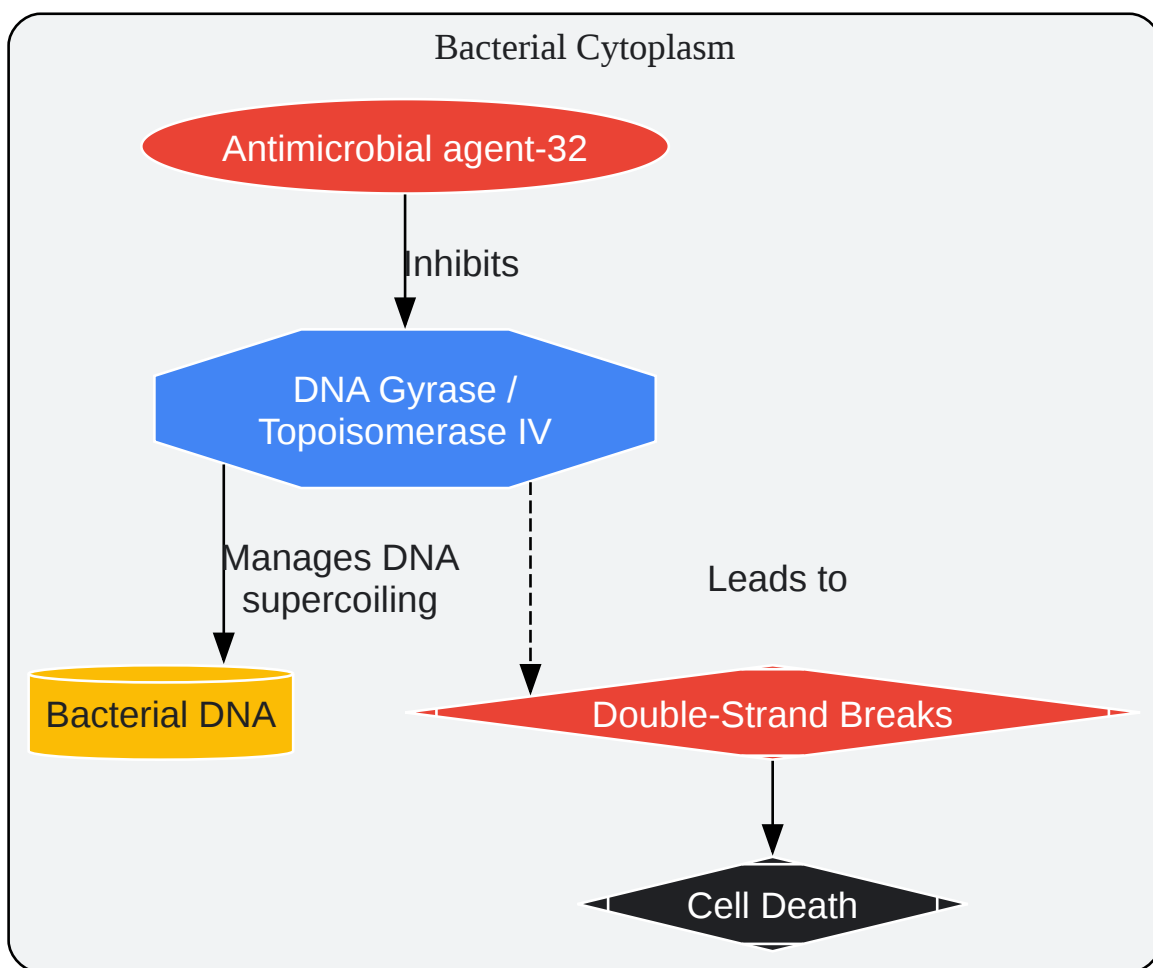 Bacterial Cytoplasm
Antimicrobial agent-32
Inhibits
DNA Gyrase /
Topoisomerase IV
Manages DNA
supercoiling
Leads to
Bacterial DNA
Double-Strand Breaks
Cell Death